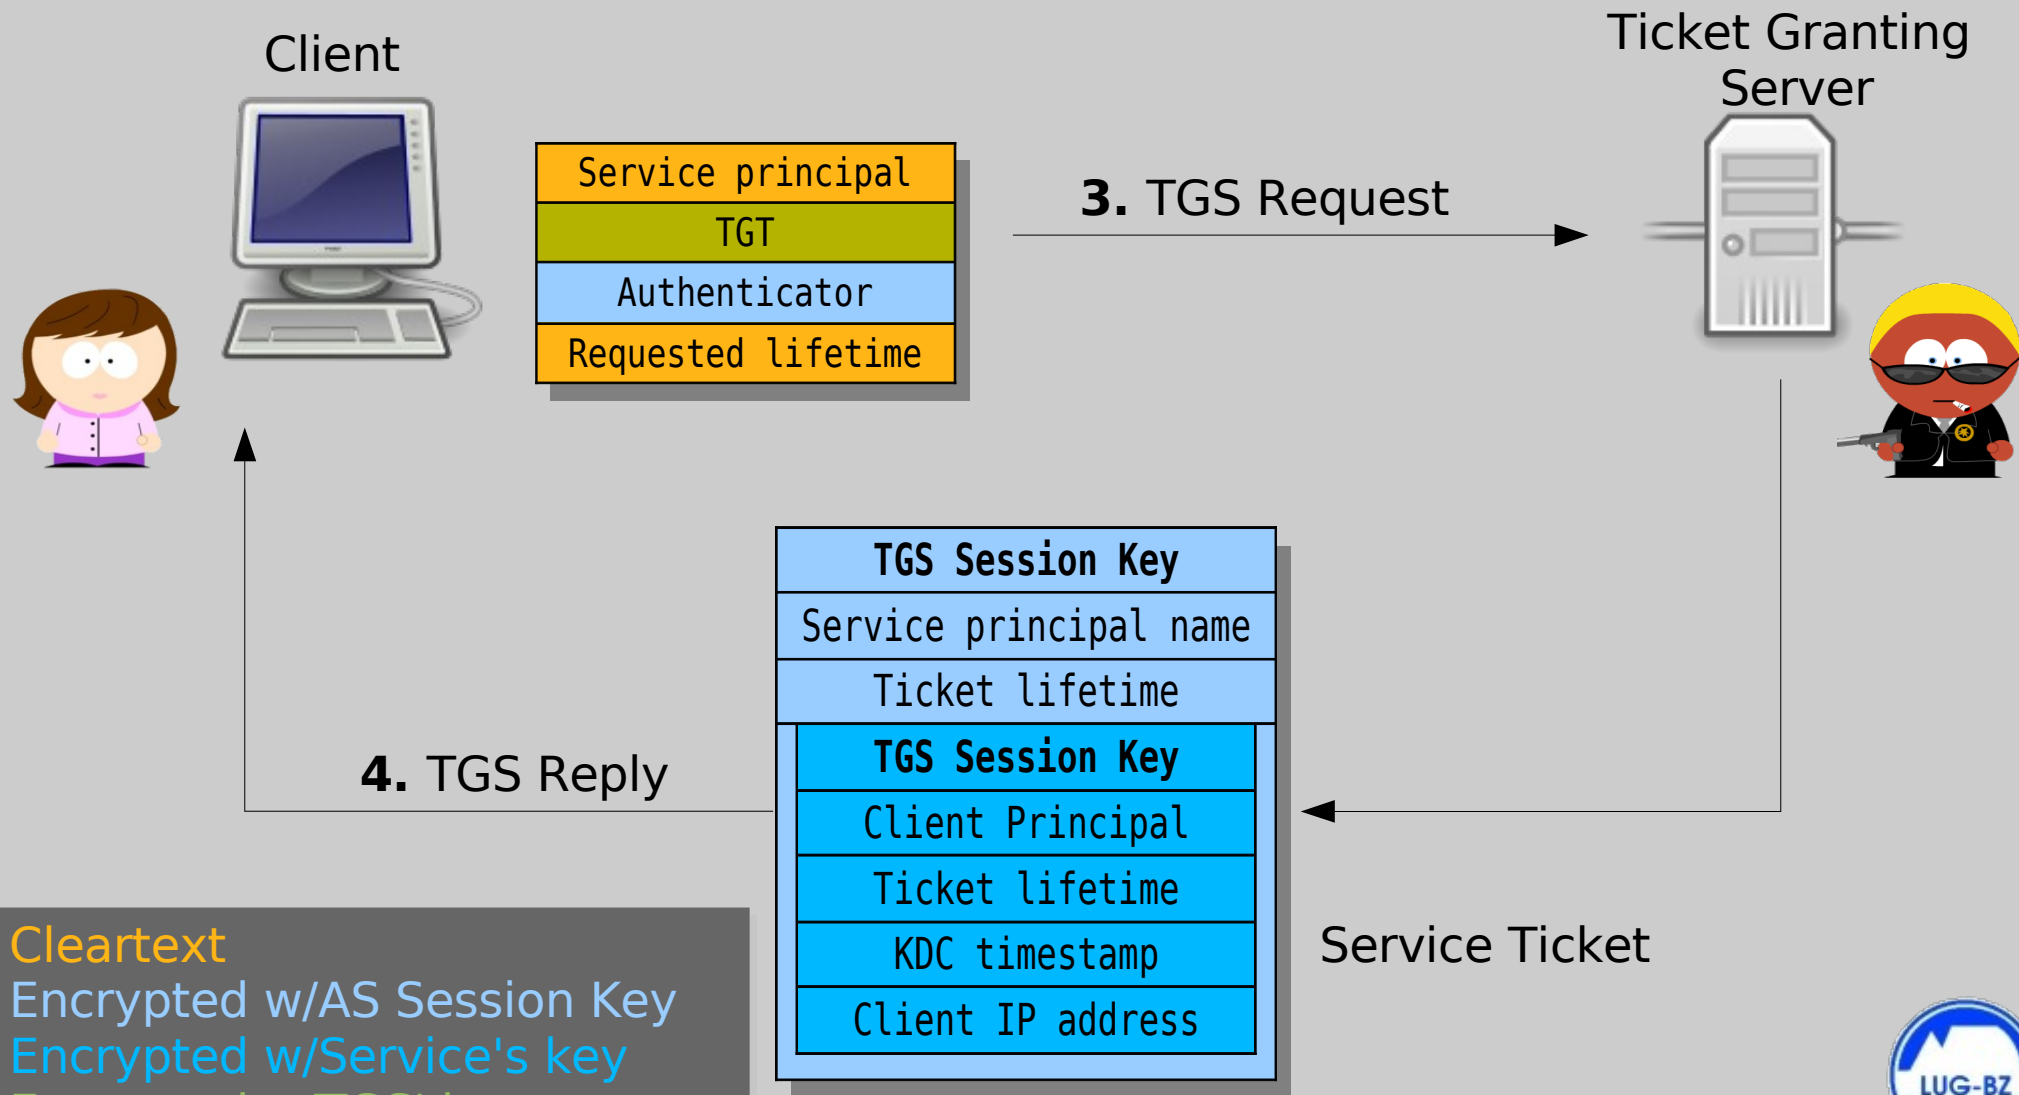 Client
Ticket Granting
Server
Service principal
TGT
Authenticator
Requested lifetime
3. TGS Request
TGS Session Key
Service principal name
Ticket lifetime
TGS Session Key
Client Principal
Ticket lifetime
KDC timestamp
Client IP address
4. TGS Reply
Service Ticket
Cleartext
Encrypted w/AS Session Key
Encrypted w/Service's key
LUG-BZ